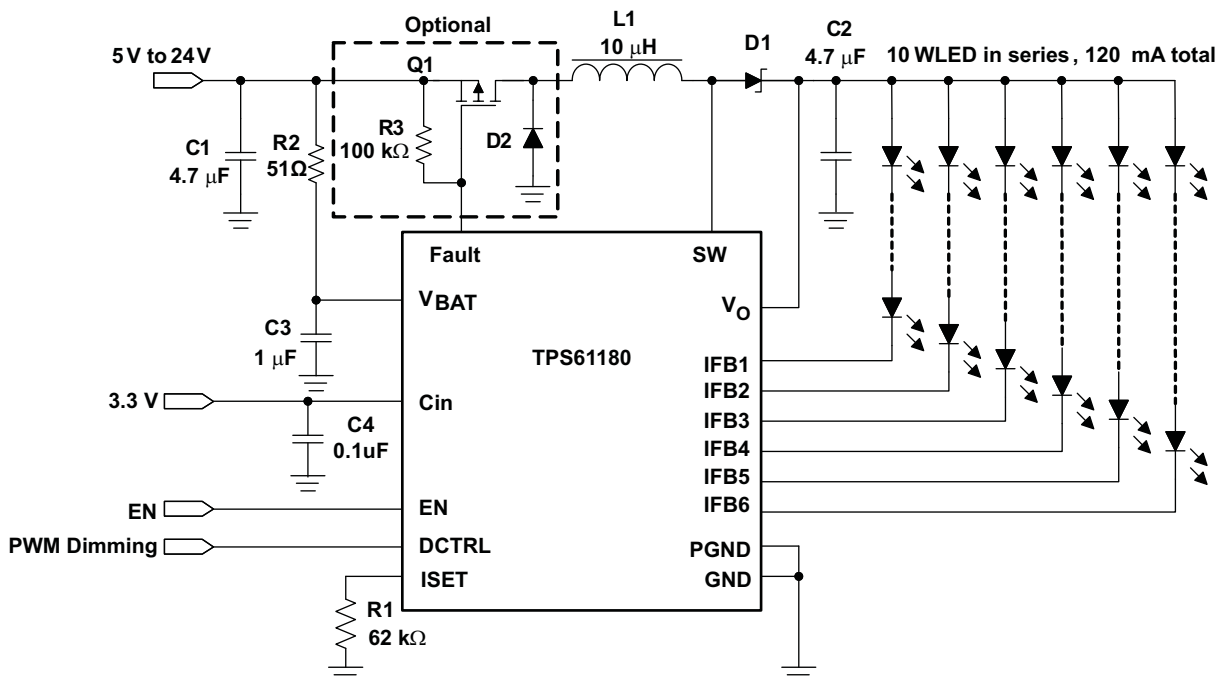 Optional
L1
10 μH
D1
C2
4.7 μF
5 V to 24 V
Q1
10 WLED in series , 120 mA total
R3
100 kΩ
D2
C1
4.7 μF
R2
51Ω
Fault
SW
VBAT
VO
C3
1 μF
TPS61180
IFB1
IFB2
IFB3
IFB4
IFB5
IFB6
3.3 V
Cin
C4
0.1uF
EN
EN
PWM Dimming
DCTRL
PGND
ISET
GND
R1
62 kΩ